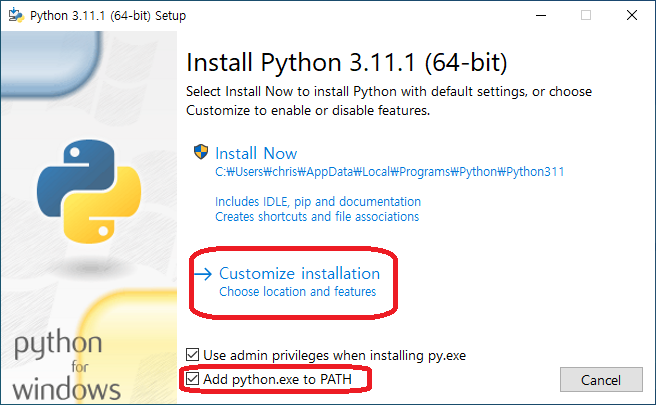 Python 3.11.1 (64-bit) Setup
Install Python 3.11.1 (64-bit)
Select Install Now to install Python with default settings, or choose
Customize to enable or disable features.
Install Now
C:₩Users₩chris₩AppData₩Local₩Programs₩Python₩Python311
Includes IDLE, pip and documentation
Creates shortcuts and file associations
Customize installation
Choose location and features
python
for
windows
Use admin privileges when installing py.exe
Add python.exe to PATH
Cancel